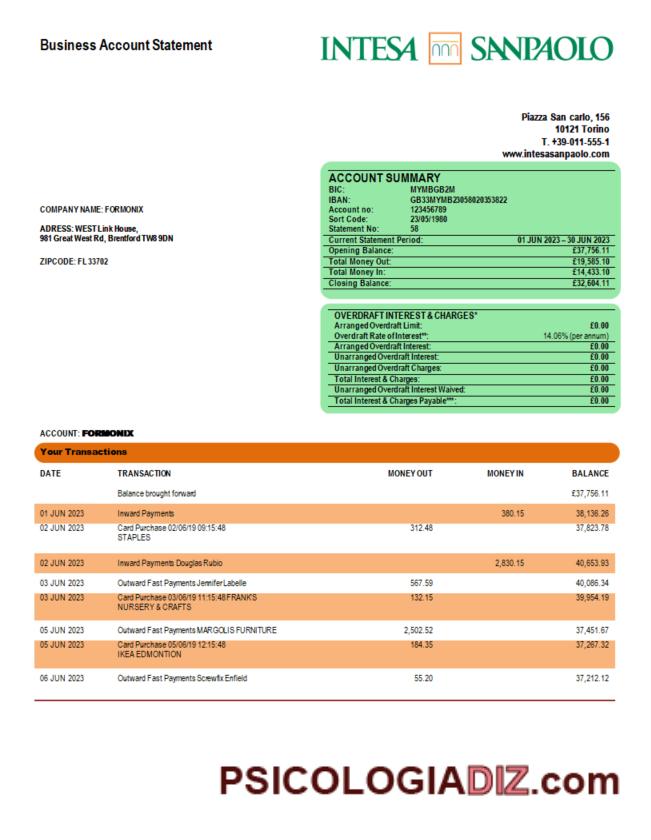 Business Account Statement
INTESA SANPAOLO
Piazza San carlo, 156
10121 Torino
T. +39-011-555-1
www.intesasanpaolo.com
ACCOUNT SUMMARY
BIC: MYMBGB2M
IBAN: GB33MYMB23058020353822
Account no: 123456789
Sort Code: 23/05/1980
Statement No: 58
Current Statement Period: 01 JUN 2023 – 30 JUN 2023
Opening Balance: £37,756.11
Total Money Out: £19,585.10
Total Money In: £14,433.10
Closing Balance: £32,604.11
COMPANY NAME: FORMONIX
ADRESS: WEST Link House,
981 Great West Rd, Brentford TW8 9DN
ZIPCODE: FL 33702
OVERDRAFT INTEREST & CHARGES*
Arranged Overdraft Limit: £0.00
Overdraft Rate of Interest**: 14.06% (per annum)
Arranged Overdraft Interest: £0.00
Unarranged Overdraft Interest: £0.00
Unarranged Overdraft Charges: £0.00
Total Interest & Charges: £0.00
Unarranged Overdraft Interest Waived: £0.00
Total Interest & Charges Payable***: £0.00
ACCOUNT: FORMONIX
Your Transactions
DATE TRANSACTION MONEY OUT MONEY IN BALANCE
Balance brought forward £37,756.11
01 JUN 2023 Inward Payments 380.15 38,136.26
02 JUN 2023 Card Purchase 02/06/19 09:15:48 312.48 37,823.78
STAPLES
02 JUN 2023 Inward Payments Douglas Rubio 2,830.15 40,653.93
03 JUN 2023 Outward Fast Payments Jennifer Labelle 567.59 40,086.34
03 JUN 2023 Card Purchase 03/06/19 11:15:48 FRANK'S 132.15 39,954.19
NURSERY & CRAFTS
05 JUN 2023 Outward Fast Payments MARGOLIS FURNITURE 2,502.52 37,451.67
05 JUN 2023 Card Purchase 05/06/19 12:15:48 184.35 37,267.32
IKEA EDMONTION
06 JUN 2023 Outward Fast Payments Screwfix Enfield 55.20 37,212.12
PSICOLOGIADIZ.com